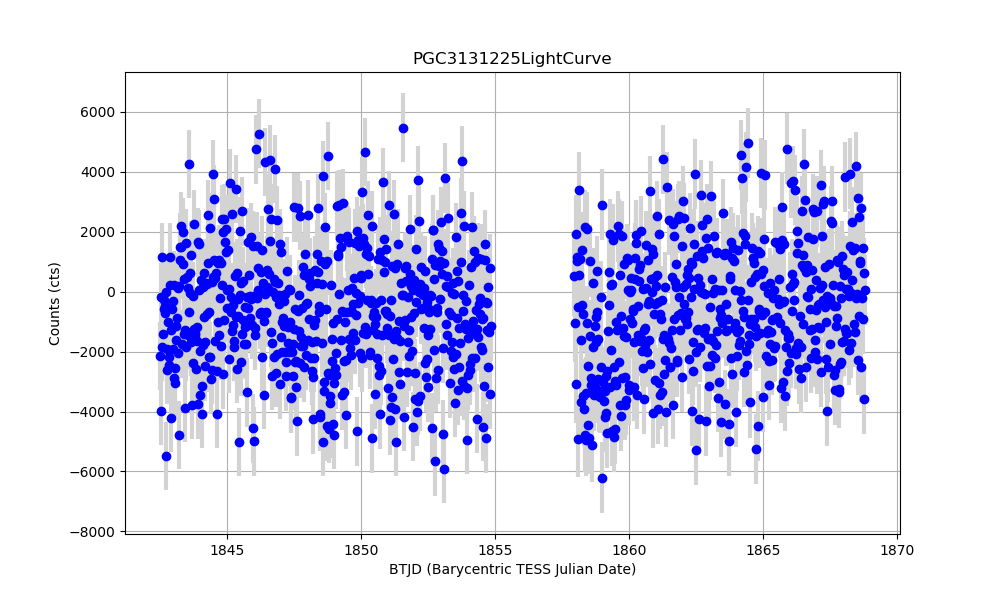 PGC3131225LightCurve
Counts (cts)
6000
4000
2000
0
−2000
−4000
−6000
−8000
1845 1850 1855 1860 1865 1870
BTJD (Barycentric TESS Julian Date)